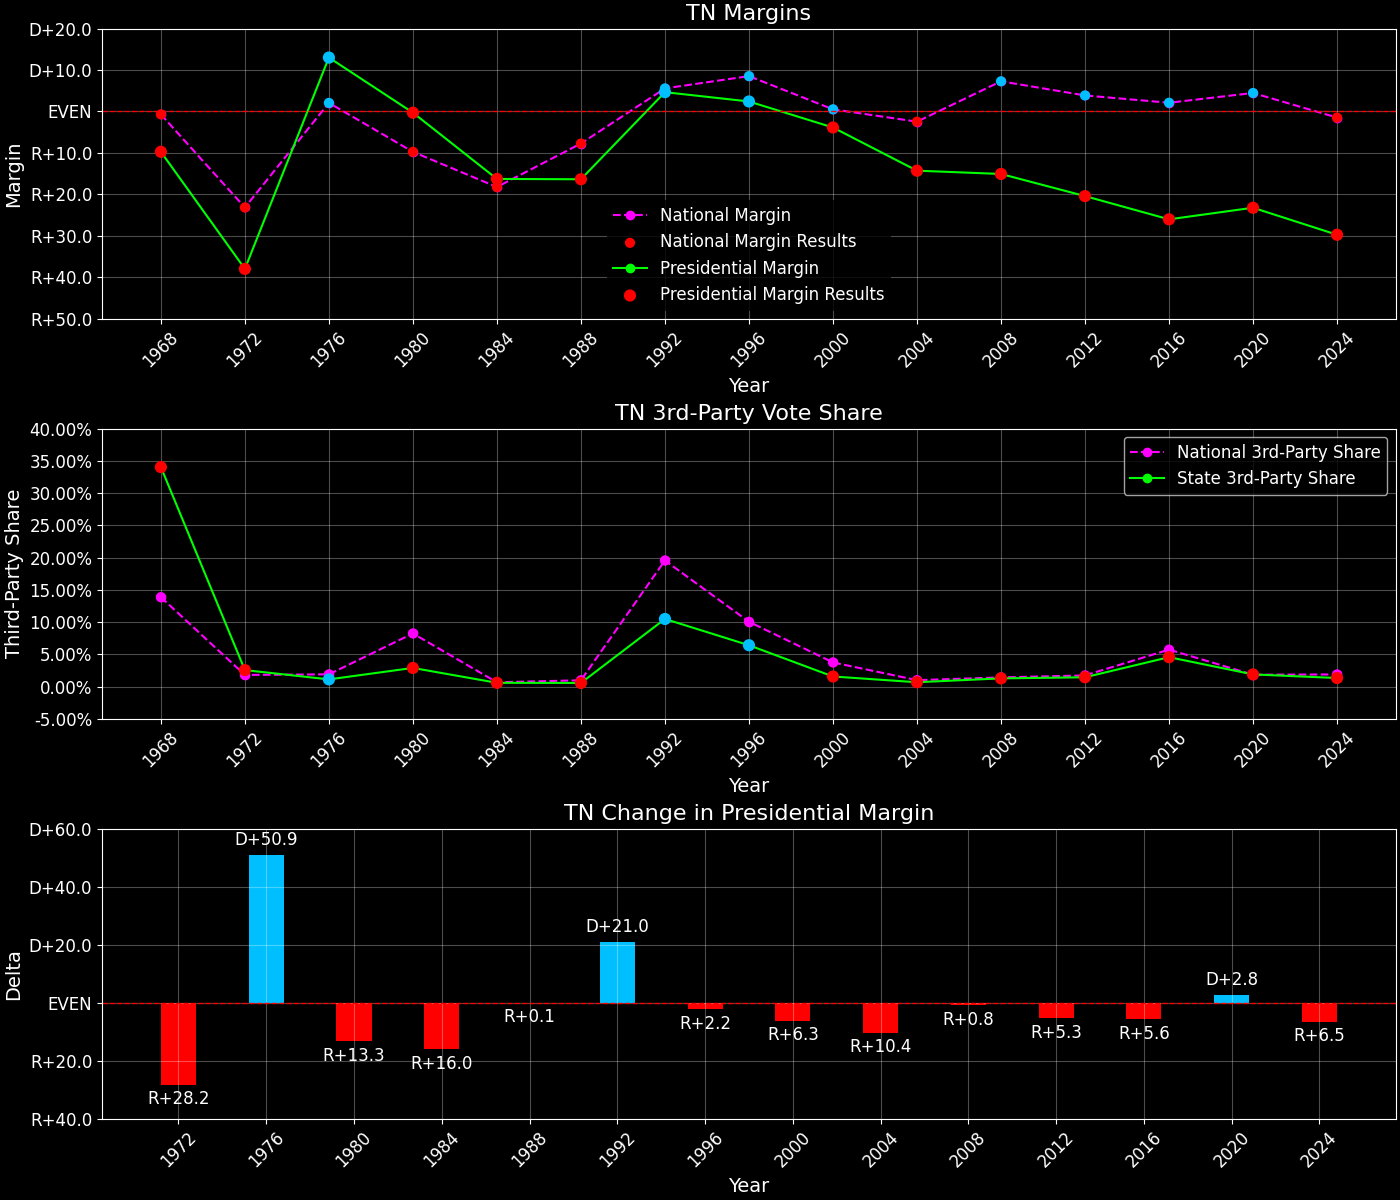 TN Margins
D+20.0
D+10.0
EVEN
R+10.0
R+20.0
R+30.0
R+40.0
R+50.0
Margin
National Margin
National Margin Results
Presidential Margin
Presidential Margin Results
1968 1972 1976 1980 1984 1988 1992 1996 2000 2004 2008 2012 2016 2020 2024
Year
TN 3rd-Party Vote Share
40.00%
35.00%
30.00%
25.00%
20.00%
15.00%
10.00%
5.00%
0.00%
-5.00%
Third-Party Share
National 3rd-Party Share
State 3rd-Party Share
1968 1972 1976 1980 1984 1988 1992 1996 2000 2004 2008 2012 2016 2020 2024
Year
TN Change in Presidential Margin
D+60.0
D+40.0
D+20.0
EVEN
R+20.0
R+40.0
Delta
R+28.2
D+50.9
R+13.3
R+16.0
R+0.1
D+21.0
R+2.2
R+6.3
R+10.4
R+0.8
R+5.3
R+5.6
D+2.8
R+6.5
1972 1976 1980 1984 1988 1992 1996 2000 2004 2008 2012 2016 2020 2024
Year